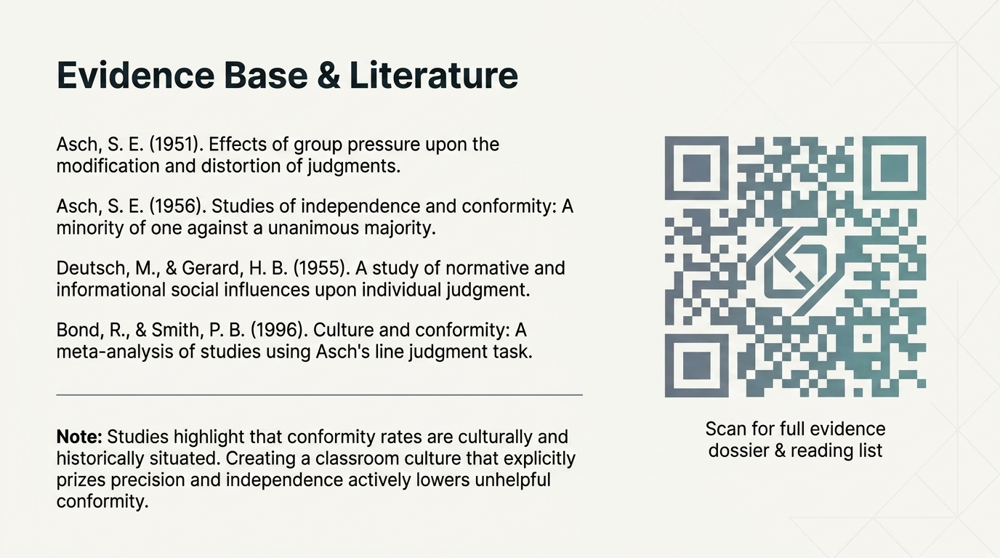 Evidence Base & Literature
Asch, S. E. (1951). Effects of group pressure upon the
modification and distortion of judgments.
Asch, S. E. (1956). Studies of independence and conformity: A
minority of one against a unanimous majority.
Deutsch, M., & Gerard, H. B. (1955). A study of normative and
informational social influences upon individual judgment.
Bond, R., & Smith, P. B. (1996). Culture and conformity: A
meta-analysis of studies using Asch's line judgment task.
Note: Studies highlight that conformity rates are culturally and
historically situated. Creating a classroom culture that explicitly
prizes precision and independence actively lowers unhelpful
conformity.
Scan for full evidence
dossier & reading list